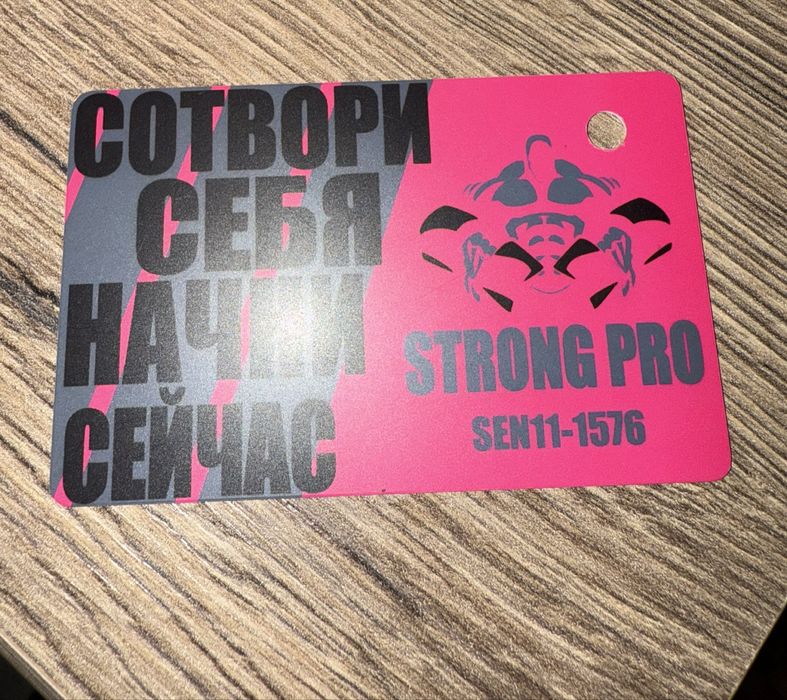 СОТВОРИ
СЕБЯ
НАЧНИ
СЕЙЧАС
STRONG PRO
SEN11-1576